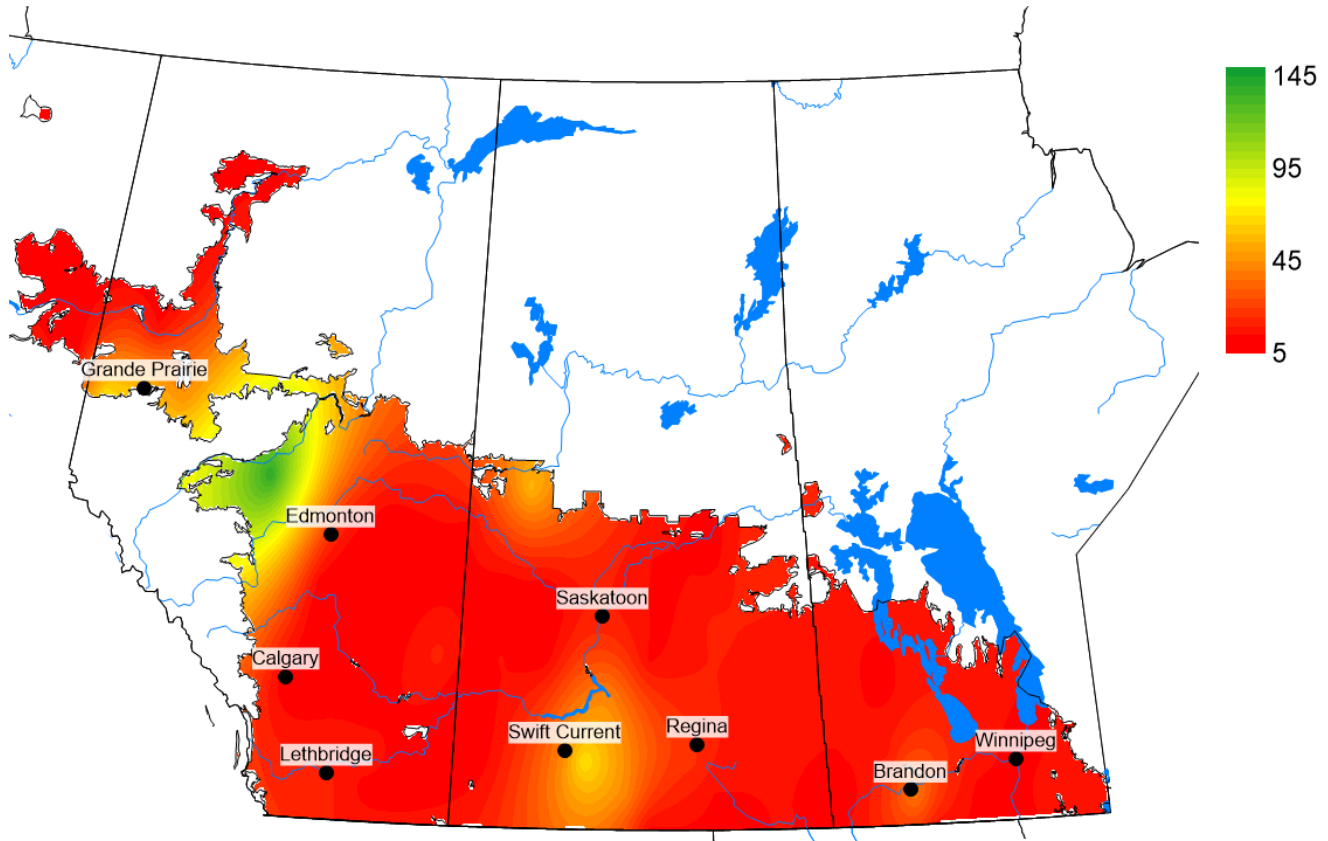 145
95
45
5
Grande Prairie
Edmonton
Saskatoon
Calgary
Swift Current
Regina
Winnipeg
Lethbridge
Brandon